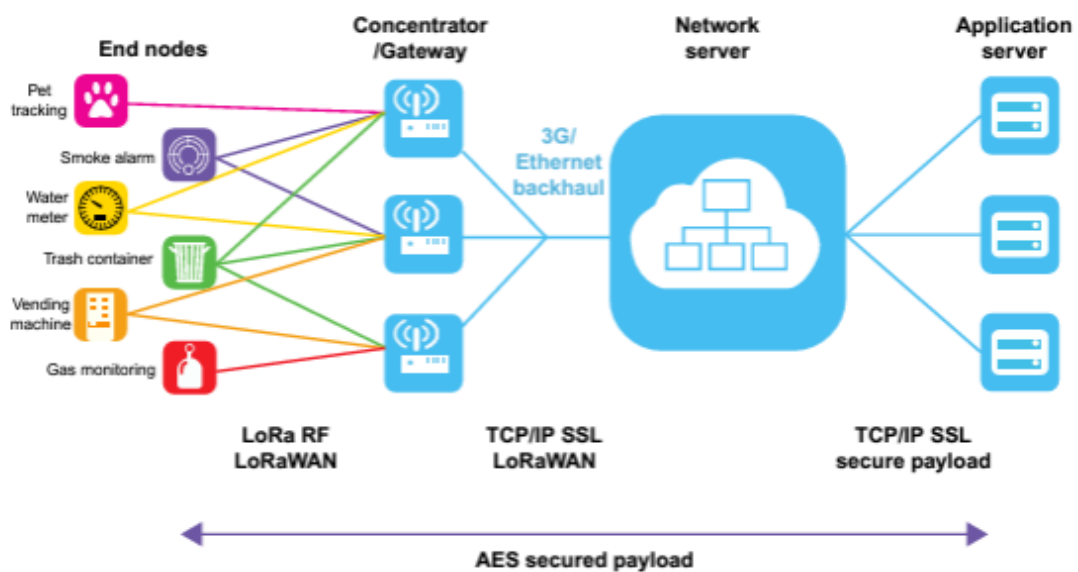 End nodes
Concentrator
/Gateway
Network
server
Application
server
Pet
tracking
Smoke alarm
Water
meter
Trash container
Vending
machine
Gas monitoring
3G/
Ethernet
backhaul
LoRa RF
LoRaWAN
TCP/IP SSL
LoRaWAN
TCP/IP SSL
secure payload
AES secured payload